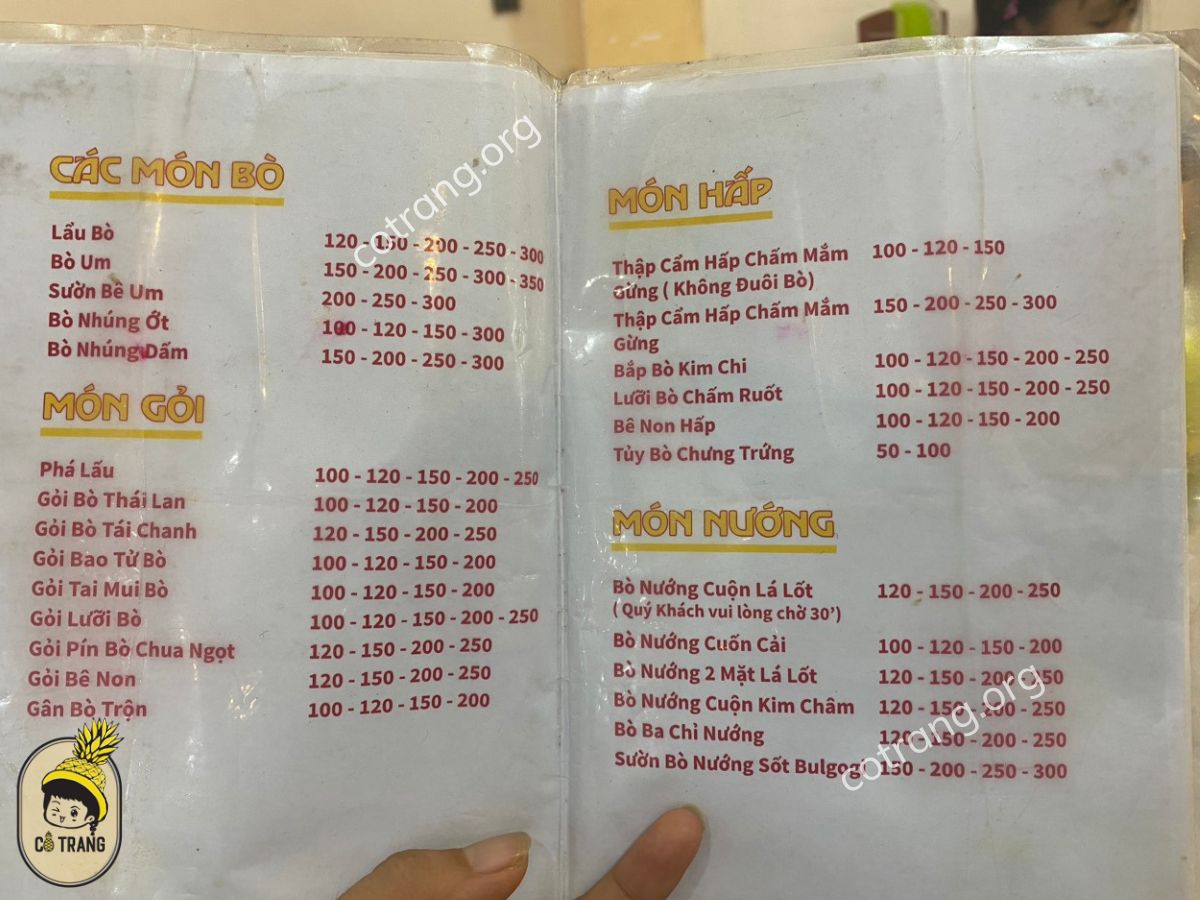 CÁC MÓN BÒ
Lẩu Bò 120 - 150 - 200 - 250 - 300
Bò Um 150 - 200 - 250 - 300 - 350
Sườn Bê Um 200 - 250 - 300
Bò Nhúng Ớt 100 - 120 - 150 - 300
Bò Nhúng Dấm 150 - 200 - 250 - 300
MÓN GỎI
Phá Lấu 100 - 120 - 150 - 200 - 250
Gỏi Bò Thái Lan 100 - 120 - 150 - 200
Gỏi Bò Tái Chanh 120 - 150 - 200 - 250
Gỏi Bao Tử Bò 100 - 120 - 150 - 200
Gỏi Tai Mui Bò 100 - 120 - 150 - 200
Gỏi Lưỡi Bò 100 - 120 - 150 - 200 - 250
Gỏi Pín Bò Chua Ngọt 120 - 150 - 200 - 250
Gỏi Bê Non 120 - 150 - 200 - 250
Gân Bò Trộn 100 - 120 - 150 - 200
CÔ TRANG
cotrang.org
MÓN HẤP
Thập Cẩm Hấp Chấm Mắm 100 - 120 - 150
Gừng ( Không Đuôi Bò)
Thập Cẩm Hấp Chấm Mắm 150 - 200 - 250 - 300
Gừng
Bắp Bò Kim Chi 100 - 120 - 150 - 200 - 250
Lưỡi Bò Chấm Ruốt 100 - 120 - 150 - 200 - 250
Bê Non Hấp 100 - 120 - 150 - 200
Tủy Bò Chưng Trứng 50 - 100
MÓN NƯỚNG
Bò Nướng Cuộn Lá Lốt 120 - 150 - 200 - 250
( Quý Khách vui lòng chờ 30')
Bò Nướng Cuốn Cải 100 - 120 - 150 - 200
Bò Nướng 2 Mặt Lá Lốt 120 - 150 - 200 - 250
Bò Nướng Cuộn Kim Châm 120 - 150 - 200 - 250
Bò Ba Chỉ Nướng 120 - 150 - 200 - 250
Sườn Bò Nướng Sốt Bulgogi 150 - 200 - 250 - 300
cotrang.org